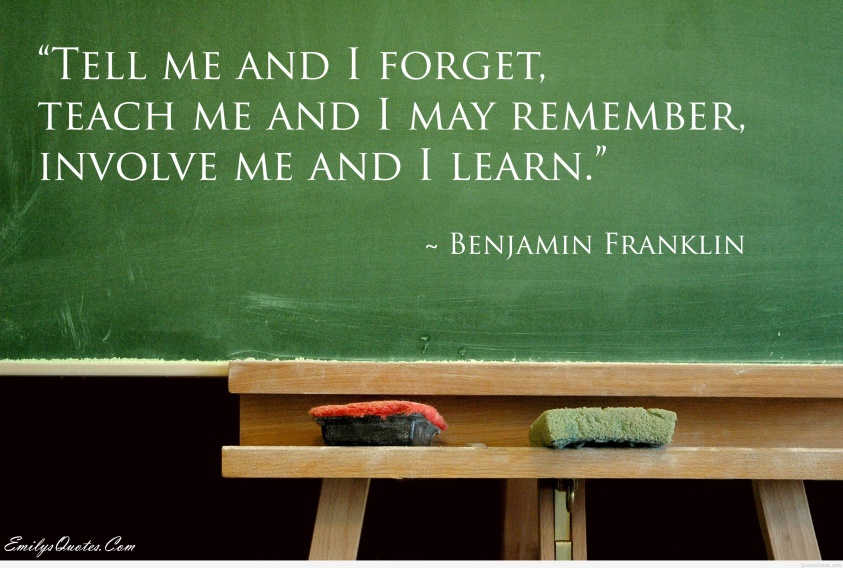 “Tell me and I forget,
teach me and I may remember,
involve me and I learn.”
~ Benjamin Franklin
EmilysQuotes.Com